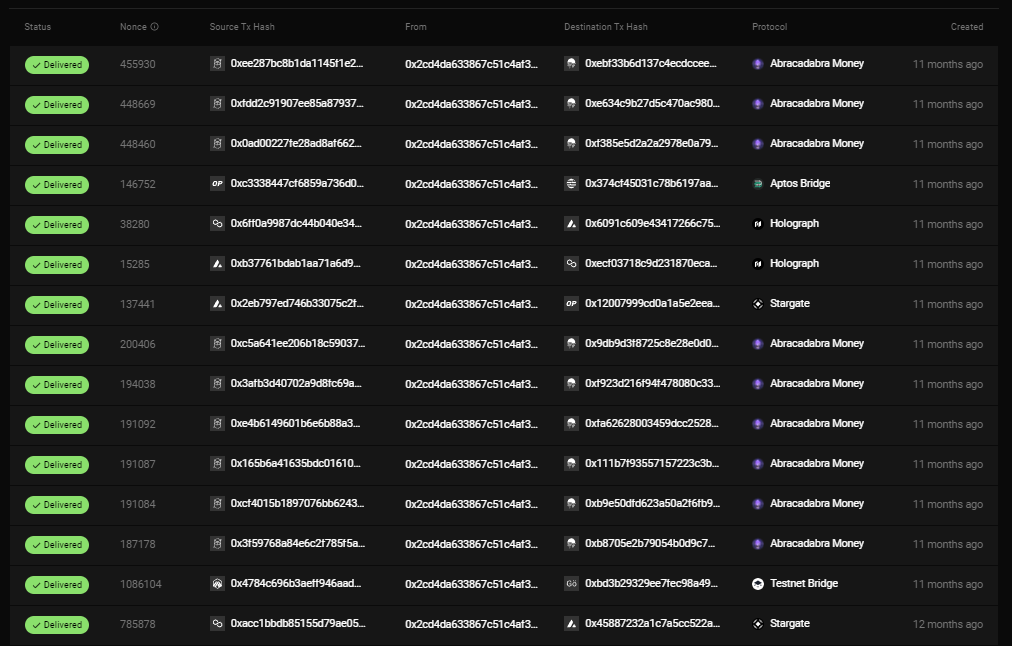 Status Nonce Source Tx Hash From Destination Tx Hash Protocol Created
Delivered 455930 0xee287bc8b1da1145f1e2... 0x2cd4da633867c51c4af3... 0xebf33b6d137c4ecdccee... Abracadabra Money 11 months ago
Delivered 448669 0xfdd2c91907ee85a87937... 0x2cd4da633867c51c4af3... 0xe634c9b27d5c470ac980... Abracadabra Money 11 months ago
Delivered 448460 0x0ad00227fe28ad8af662... 0x2cd4da633867c51c4af3... 0xf385e5d2a2a2978e0a79... Abracadabra Money 11 months ago
Delivered 146752 OP 0xc3338447cf6859a736d0... 0x2cd4da633867c51c4af3... 0x374cf45031c78b6197aa... Aptos Bridge 11 months ago
Delivered 38280 0x6ff0a9987dc44b040e34... 0x2cd4da633867c51c4af3... 0x6091c609e43417266c75... Holograph 11 months ago
Delivered 15285 0xb37761bdab1aa71a6d9... 0x2cd4da633867c51c4af3... 0xecf03718c9d231870eca... Holograph 11 months ago
Delivered 137441 0x2eb797ed746b33075c2f... 0x2cd4da633867c51c4af3... OP 0x12007999cd0a1a5e2eea... Stargate 11 months ago
Delivered 200406 0xc5a641ee206b18c59037... 0x2cd4da633867c51c4af3... 0x9db9d3f8725c8e28e0d0... Abracadabra Money 11 months ago
Delivered 194038 0x3afb3d40702a9d8fc69a... 0x2cd4da633867c51c4af3... 0xf923d216f94f478080c33... Abracadabra Money 11 months ago
Delivered 191092 0xe4b6149601b6e6b88a3... 0x2cd4da633867c51c4af3... 0xfa62628003459dcc2528... Abracadabra Money 11 months ago
Delivered 191087 0x165b6a41635bdc01610... 0x2cd4da633867c51c4af3... 0x111b7f93557157223c3b... Abracadabra Money 11 months ago
Delivered 191084 0xcf4015b1897076bb6243... 0x2cd4da633867c51c4af3... 0xb9e50dfd623a50a2f6fb9... Abracadabra Money 11 months ago
Delivered 187178 0x3f59768a84e6c2f785f5a... 0x2cd4da633867c51c4af3... 0xb8705e2b79054b0d9c7... Abracadabra Money 11 months ago
Delivered 1086104 0x4784c696b3aeff946aad... 0x2cd4da633867c51c4af3... Gö 0xbd3b29329ee7fec98a49... Testnet Bridge 11 months ago
Delivered 785878 0xacc1bbdb85155d79ae05... 0x2cd4da633867c51c4af3... 0x45887232a1c7a5cc522a... Stargate 12 months ago